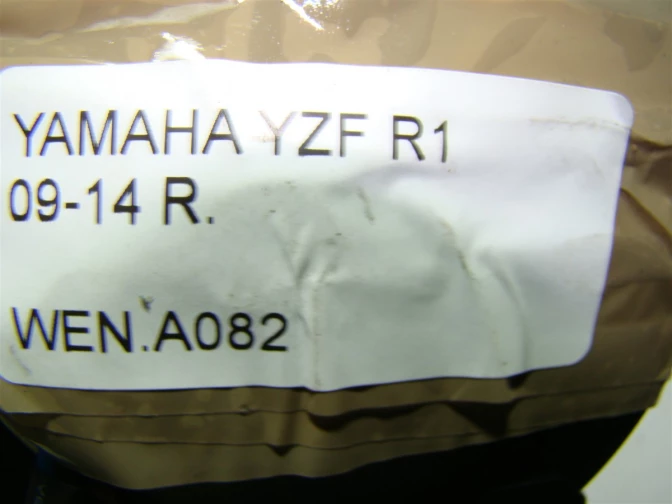 YAMAHA YZF R1
09-14 R.
WEN.A082